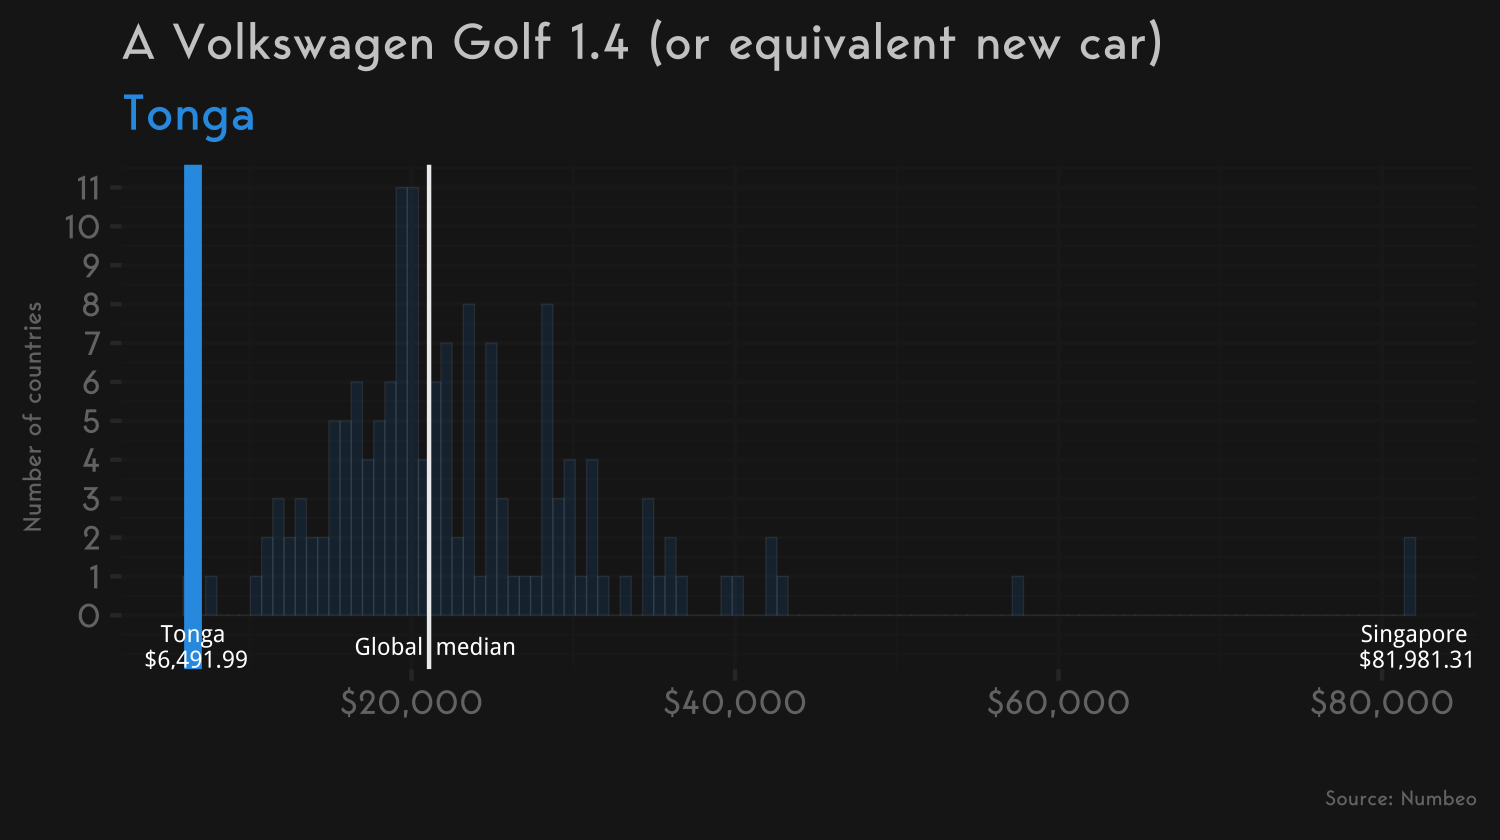 A Volkswagen Golf 1.4 (or equivalent new car)
Tonga
Number of countries
11
10
9
8
7
6
5
4
3
2
1
0
Tonga
$6,491.99
Global median
Singapore
$81,981.31
$20,000
$40,000
$60,000
$80,000
Source: Numbeo